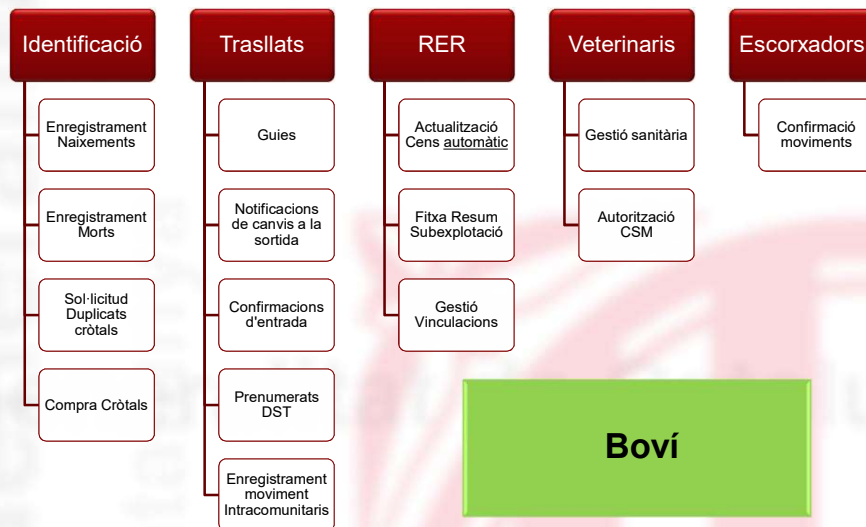 Identificació
Enregistrament
Naixements
Enregistrament
Morts
Sol·licitud
Duplicats
cròtals
Compra Cròtals
Trasllats
Guies
Notificacions
de canvis a la
sortida
Confirmacions
d'entrada
Prenumerats
DST
Enregistrament
moviment
Intracomunitaris
RER
Actualització
Cens automàtic
Fitxa Resum
Subexplotació
Gestió
Vinculacions
Veterinaris
Gestió sanitària
Autorització
CSM
Escorxadors
Confirmació
moviments
Boví